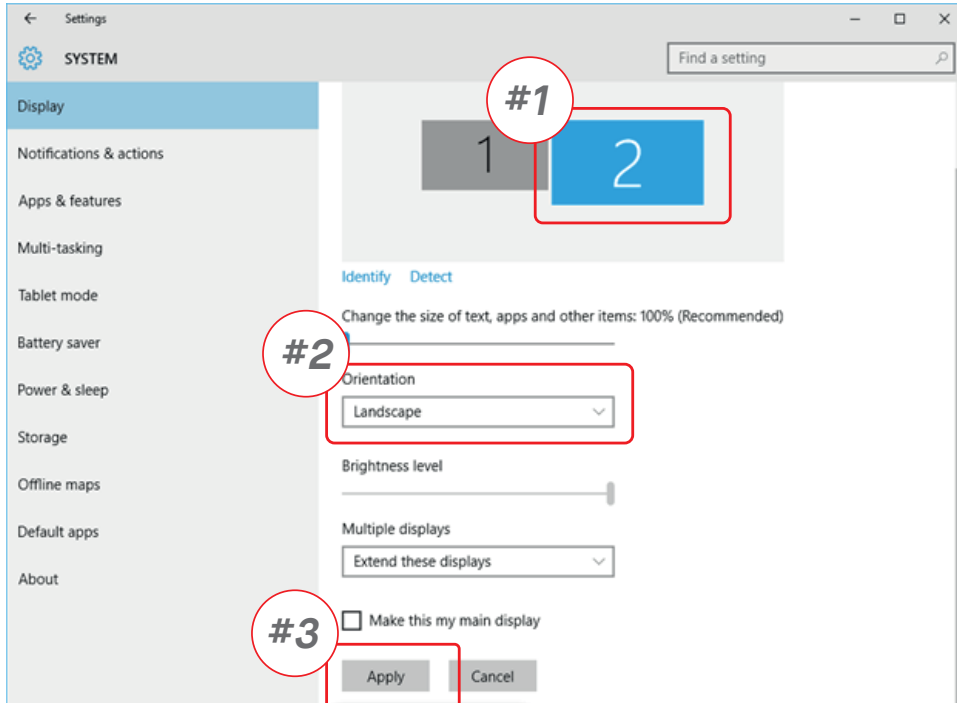 Settings
SYSTEM
Find a setting
Display
Notifications & actions
Apps & features
Multi-tasking
Tablet mode
Battery saver
Power & sleep
Storage
Offline maps
Default apps
About
#1
1
2
Identify Detect
Change the size of text, apps and other items: 100% (Recommended)
#2
Orientation
Landscape
Brightness level
Multiple displays
Extend these displays
Make this my main display
#3
Apply Cancel